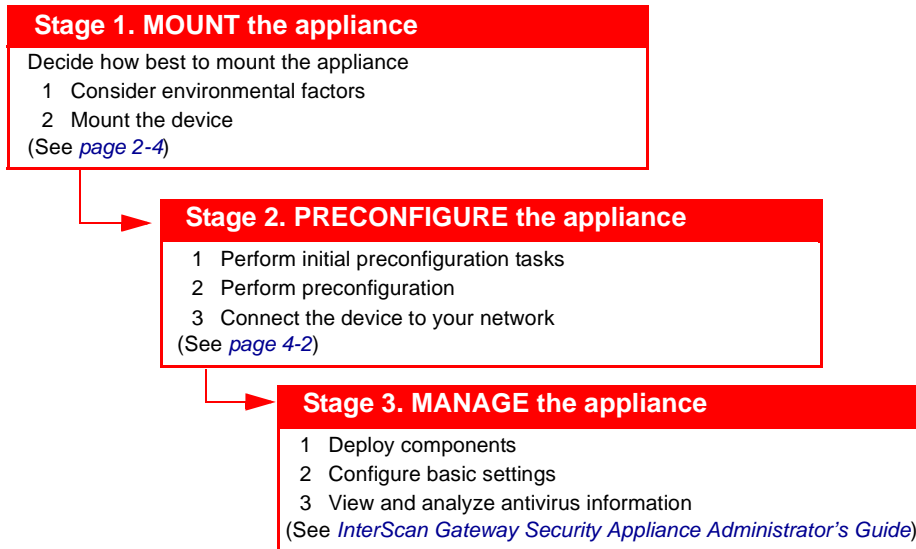 Stage 1. MOUNT the appliance
Decide how best to mount the appliance
1 Consider environmental factors
2 Mount the device
(See page 2-4)
Stage 2. PRECONFIGURE the appliance
1 Perform initial preconfiguration tasks
2 Perform preconfiguration
3 Connect the device to your network
(See page 4-2)
Stage 3. MANAGE the appliance
1 Deploy components
2 Configure basic settings
3 View and analyze antivirus information
(See InterScan Gateway Security Appliance Administrator's Guide)